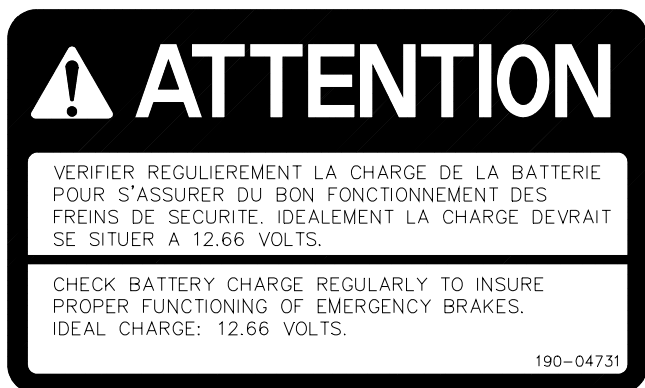 ATTENTION
VERIFIER REGULIEREMENT LA CHARGE DE LA BATTERIE
POUR S'ASSURER DU BON FONCTIONNEMENT DES
FREINS DE SECURITE. IDEALEMENT LA CHARGE DEVRAIT
SE SITUER A 12.66 VOLTS.
CHECK BATTERY CHARGE REGULARLY TO INSURE
PROPER FUNCTIONING OF EMERGENCY BRAKES.
IDEAL CHARGE: 12.66 VOLTS.
190-04731